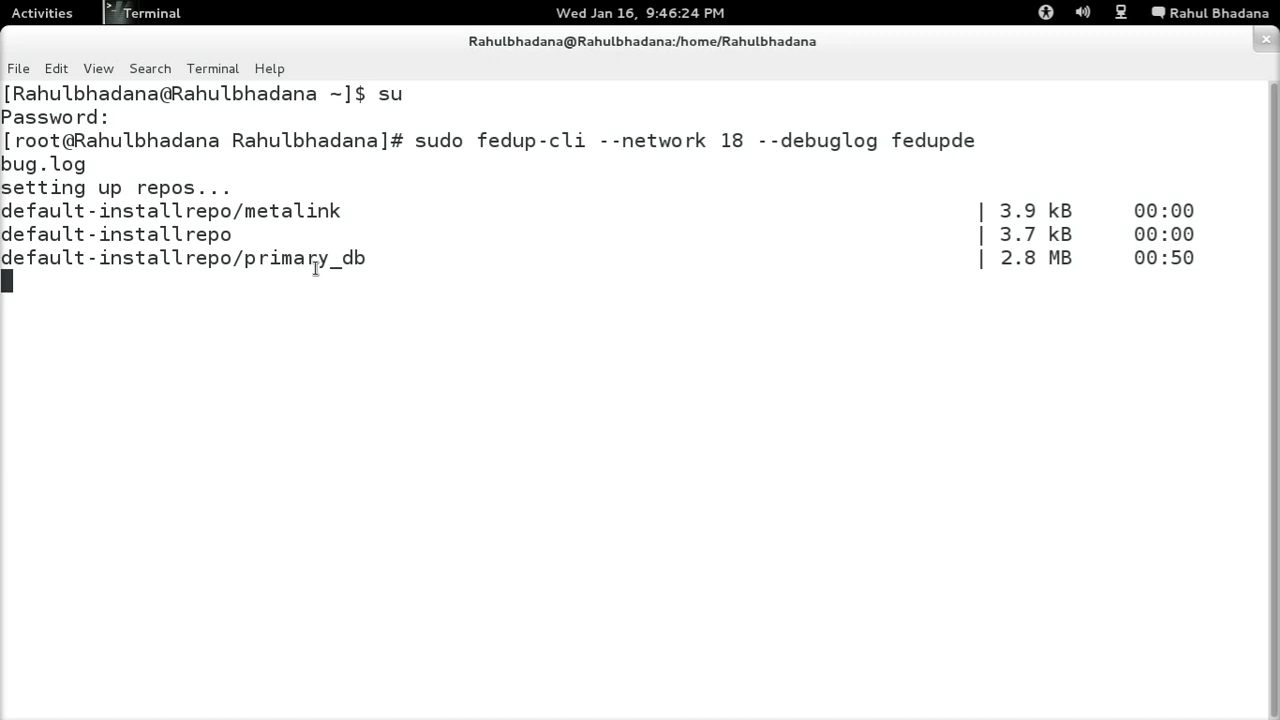 Activities Terminal Wed Jan 16, 9:46:24 PM Rahul Bhadana
Rahulbhadana@Rahulbhadana:/home/Rahulbhadana
File Edit View Search Terminal Help
[Rahulbhadana@Rahulbhadana ~]$ su
Password:
[root@Rahulbhadana Rahulbhadana]# sudo fedup-cli --network 18 --debuglog fedupde
bug.log
setting up repos...
default-installrepo/metalink | 3.9 kB 00:00
default-installrepo | 3.7 kB 00:00
default-installrepo/primary_db | 2.8 MB 00:50